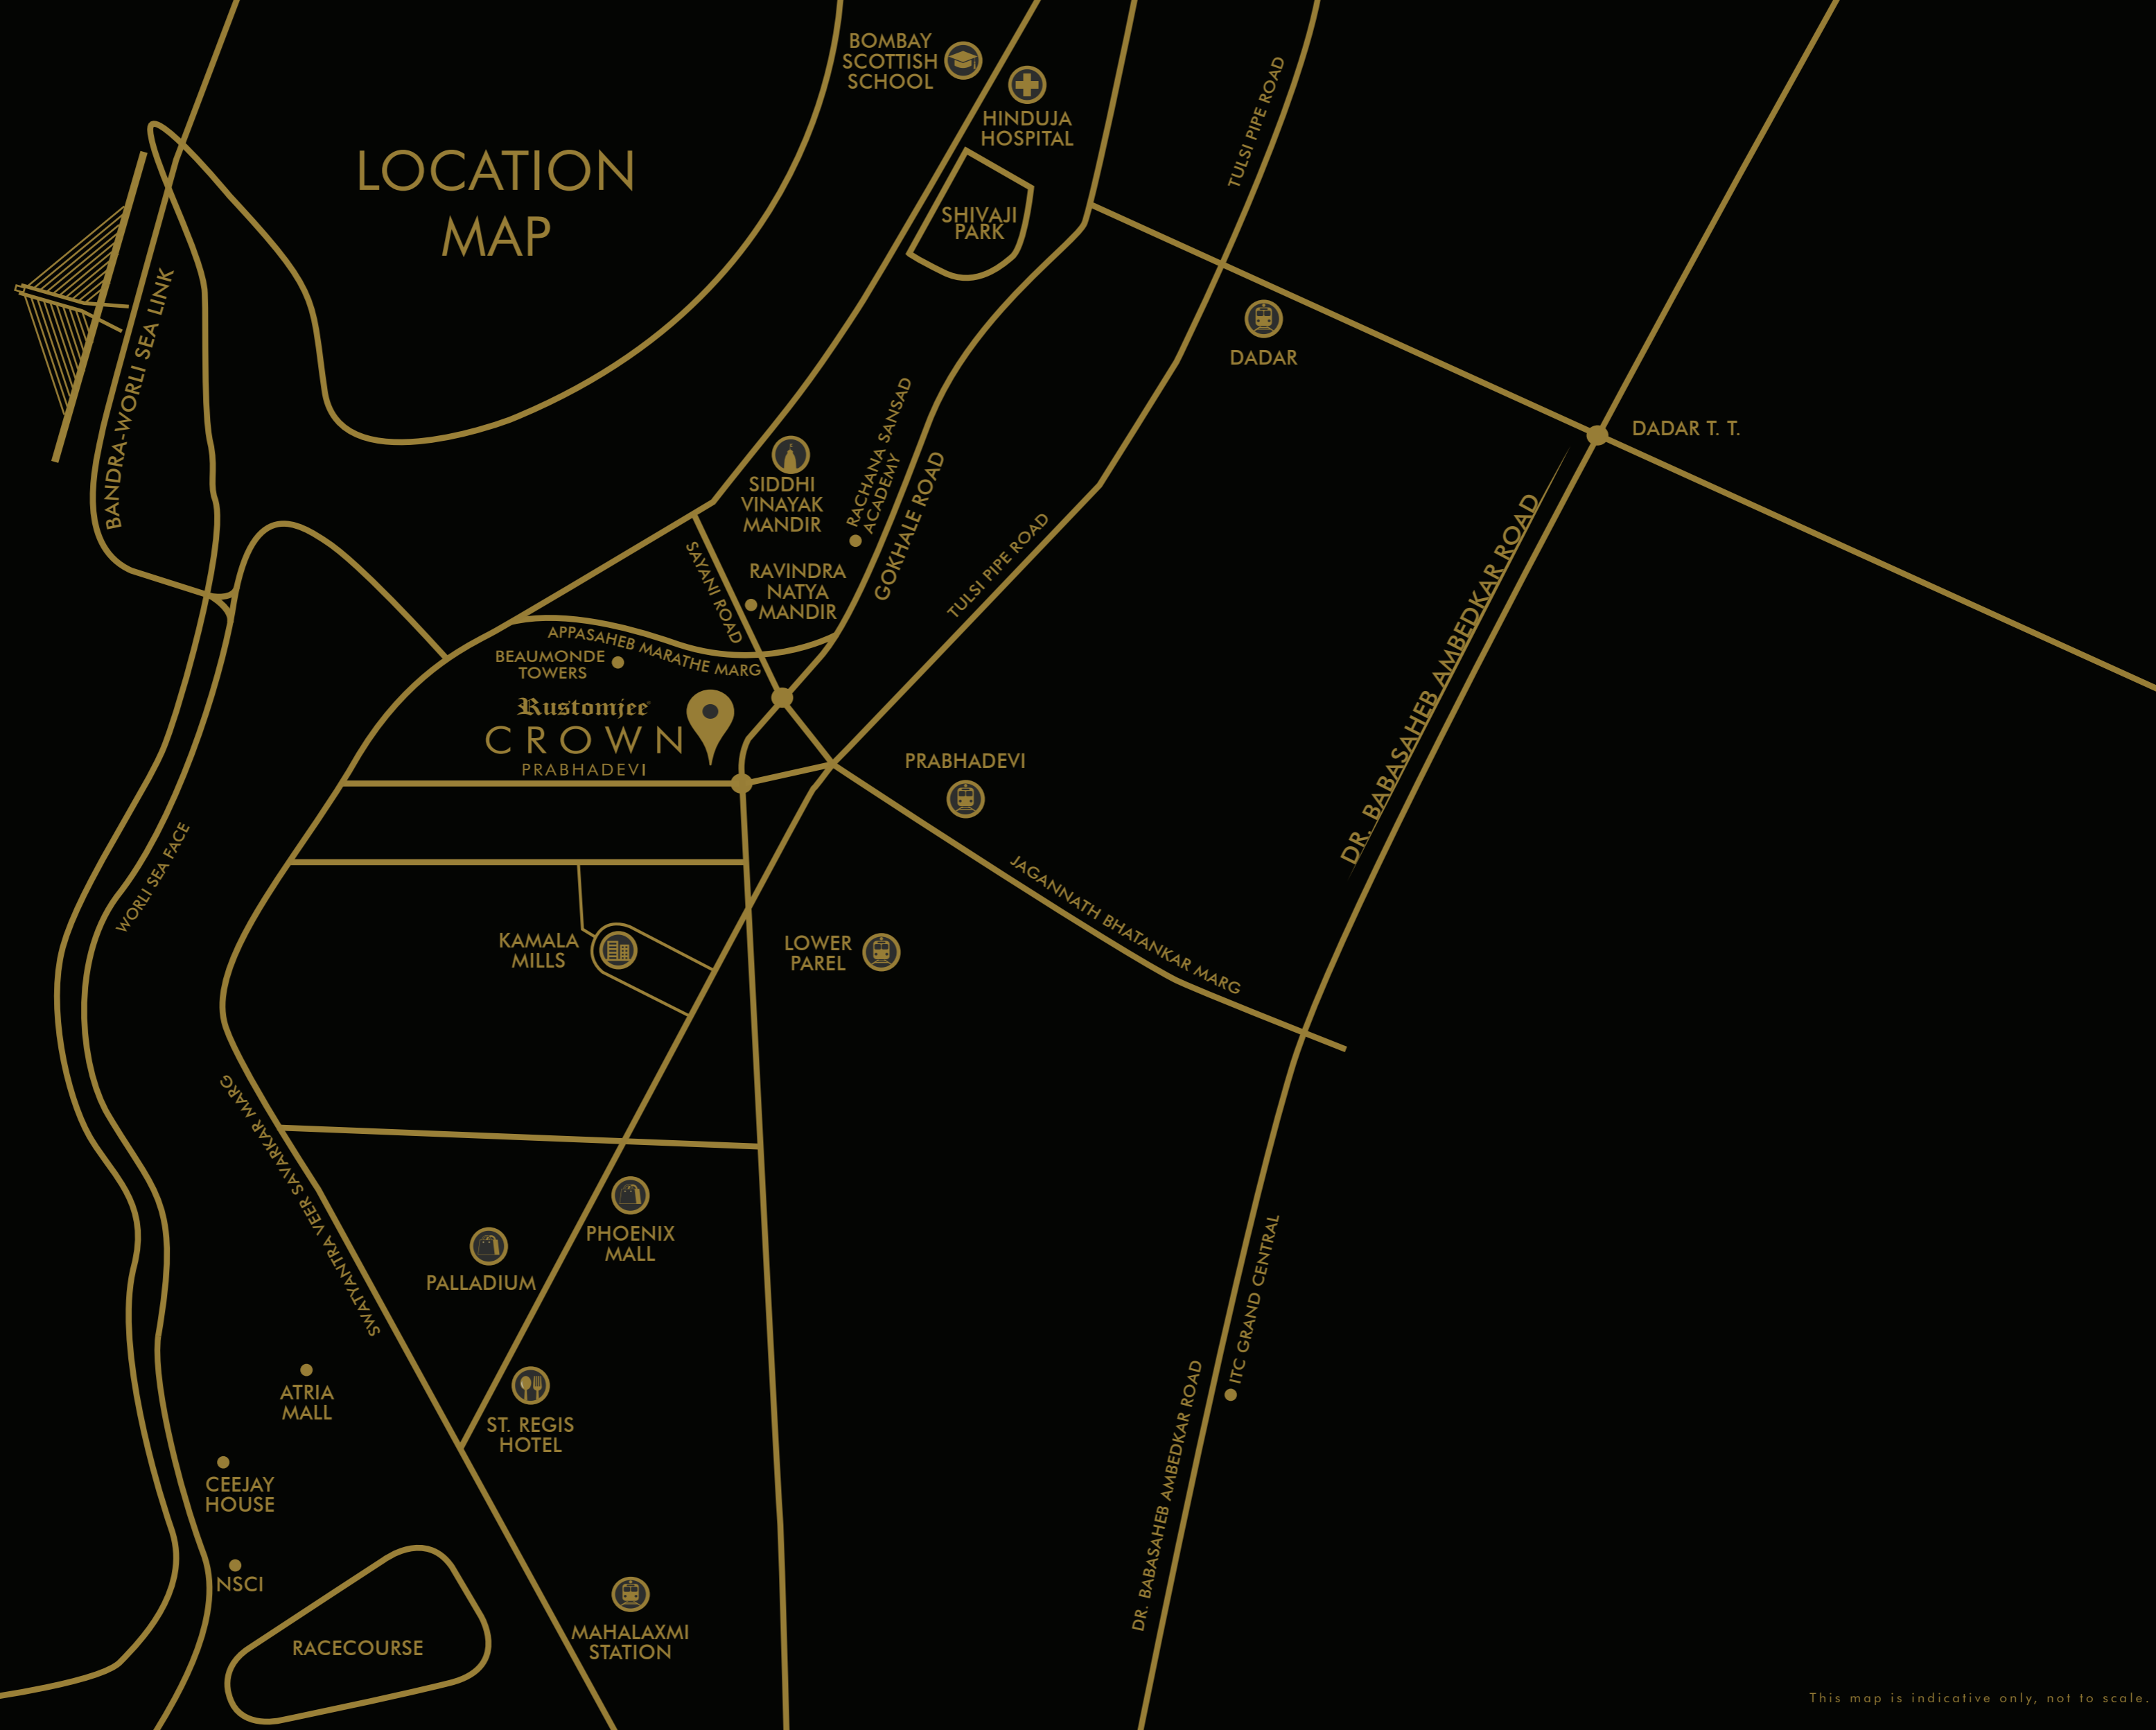 BOMBAY
SCOTTISH
SCHOOL
HINDUJA
HOSPITAL
TULSI PIPE ROAD
LOCATION
MAP
SHIVAJI
PARK
BANDRA-WORLI SEA LINK
DADAR
DADAR T. T.
SIDDHI
VINAYAK
MANDIR
RACHANA SANSAD
ACADEMY
GOKHALE ROAD
TULSI PIPE ROAD
SAYANI ROAD
RAVINDRA
NATYA
MANDIR
APPASAHEB MARATHE MARG
BEAUMONDE
TOWERS
Rustomjee
CROWN
PRABHADEVI
PRABHADEVI
DR. BABASAHEB AMBEDKAR ROAD
WORLI SEA FACE
JAGANNATH BHATANKAR MARG
KAMALA
MILLS
LOWER
PAREL
SWATYANTRA VEER SAVARKAR MARG
PHOENIX
MALL
PALLADIUM
ITC GRAND CENTRAL
ATRIA
MALL
ST. REGIS
HOTEL
DR. BABASAHEB AMBEDKAR ROAD
CEEJAY
HOUSE
NSCI
RACECOURSE
MAHALAXMI
STATION
This map is indicative only, not to scale.